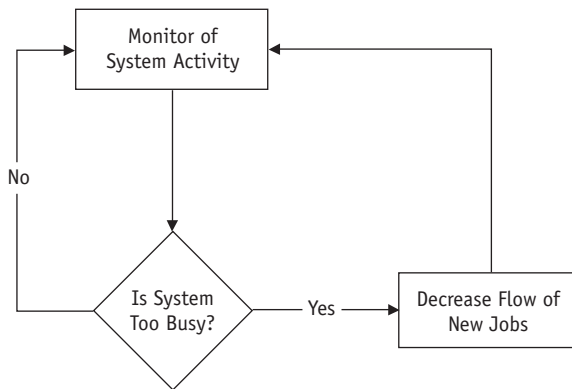 Monitor of
System Activity
No
Is System
Too Busy?
Yes
Decrease Flow of
New Jobs